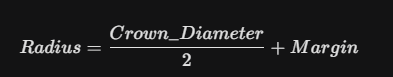 Radius = Crown_Diameter / 2 + Margin